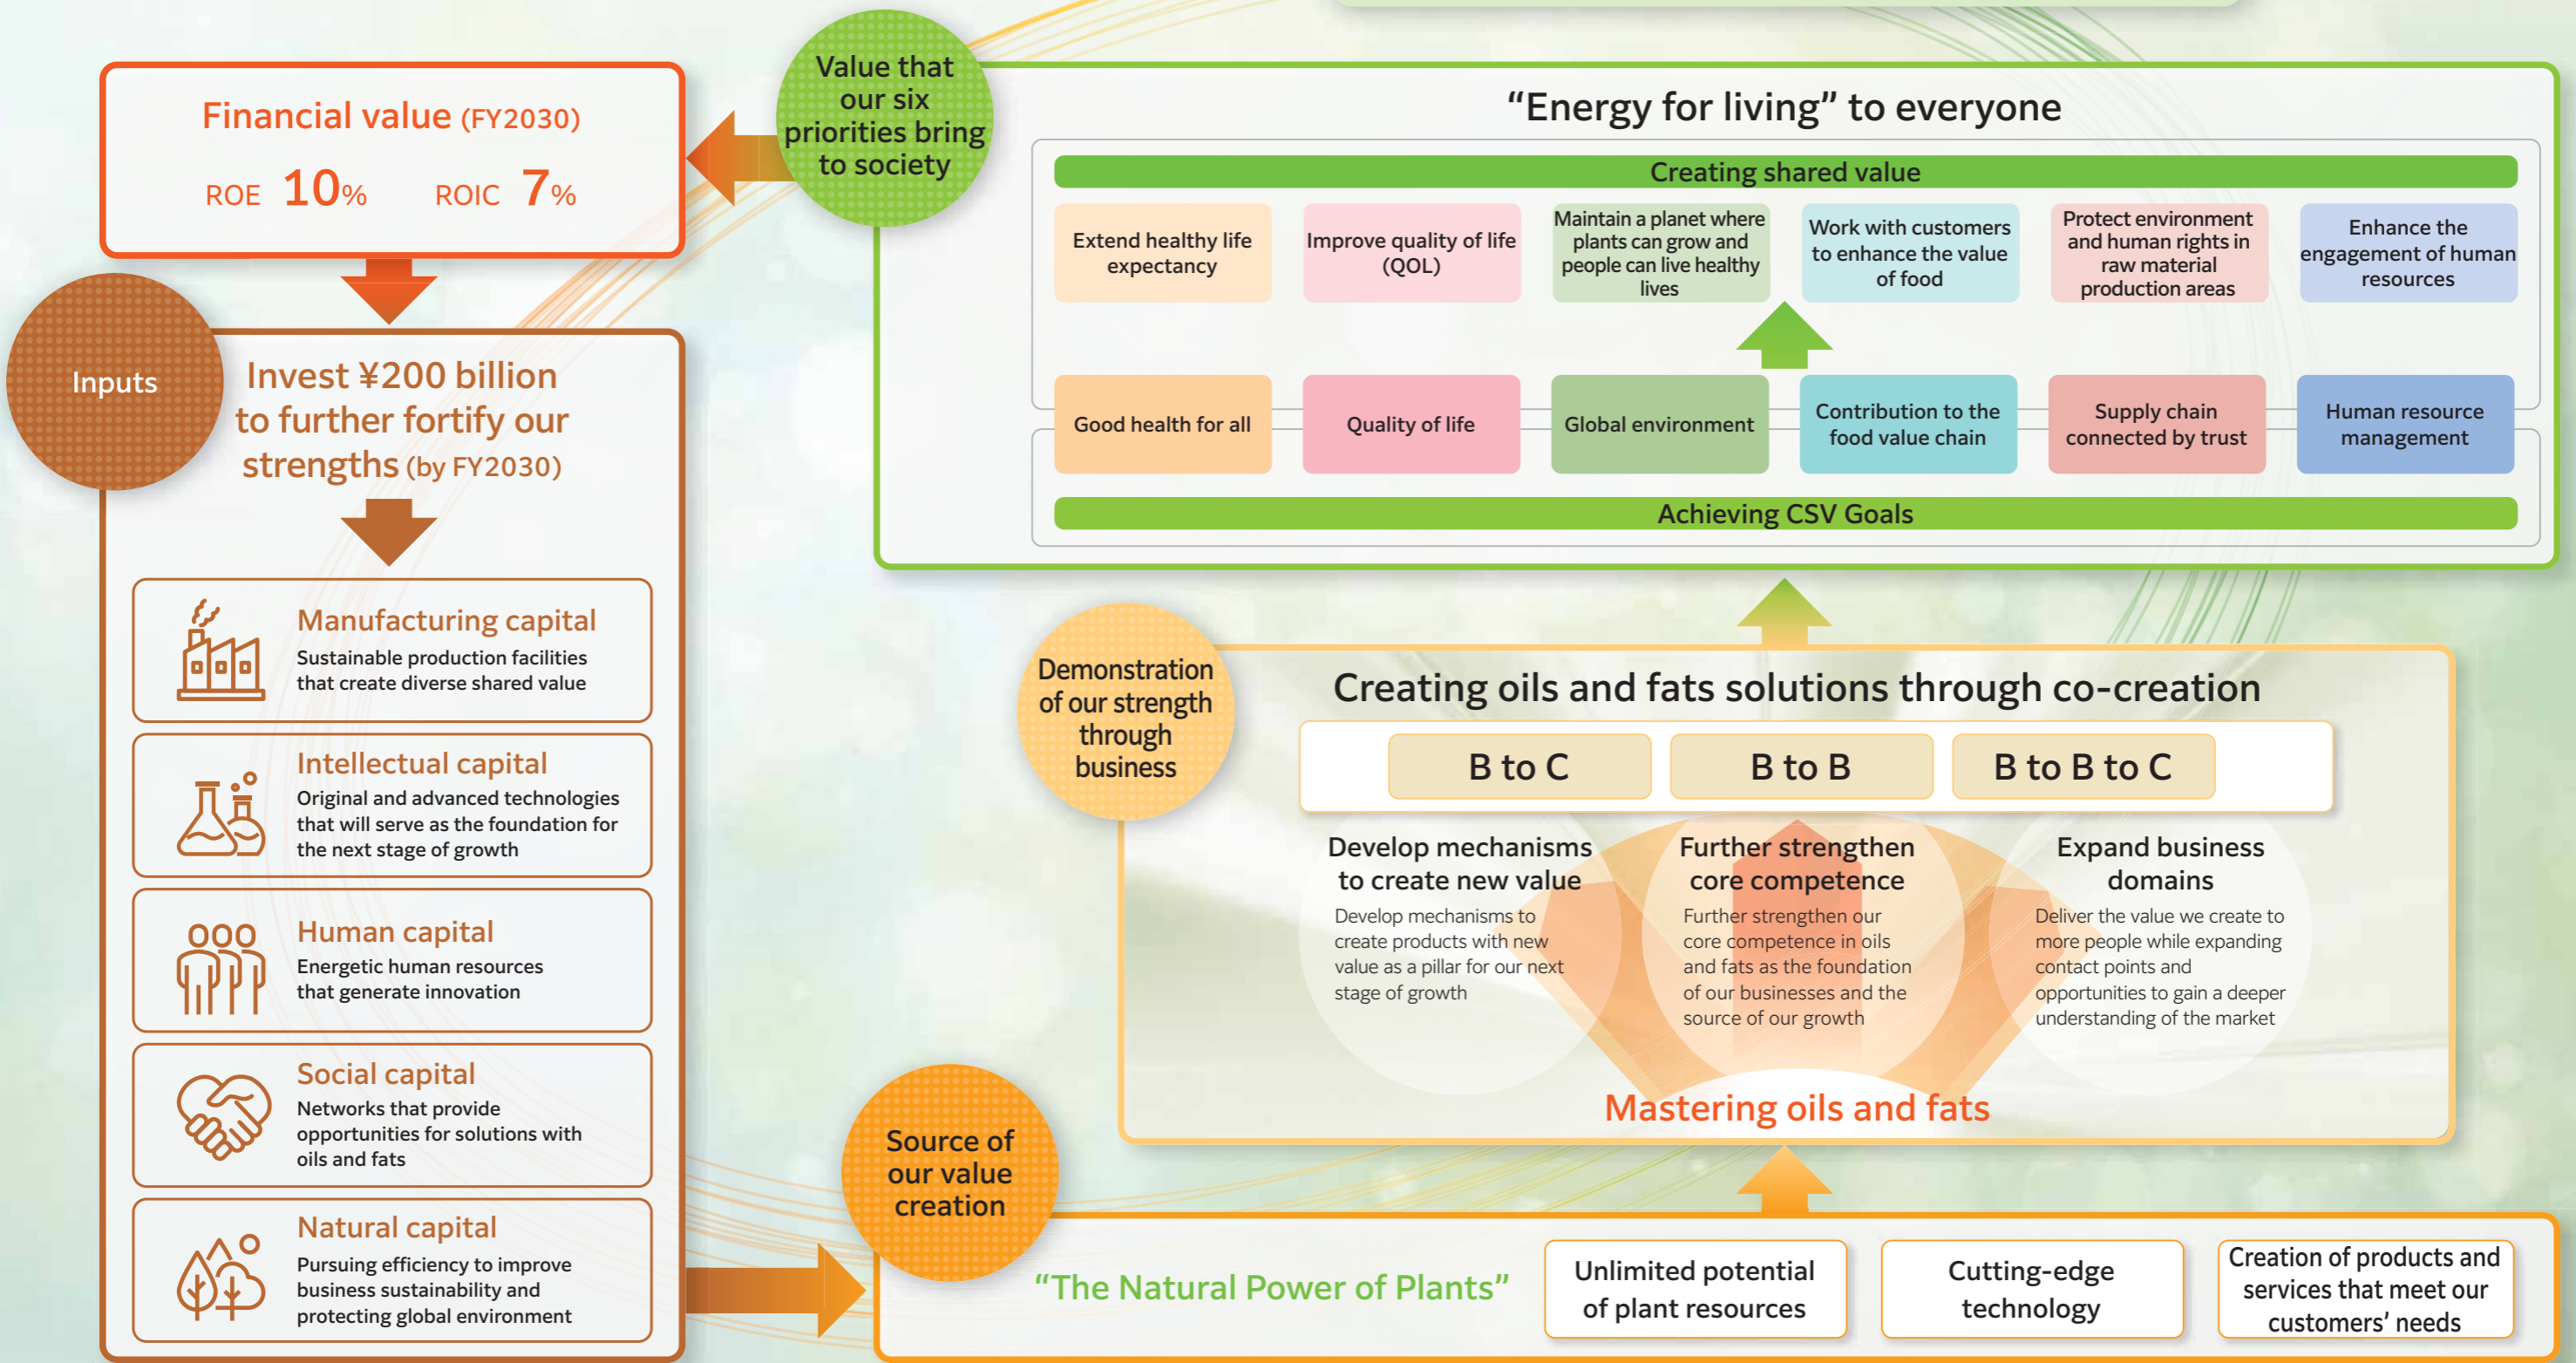 Financial value (FY2030)
ROE 10% ROIC 7%
Inputs
Invest ¥200 billion
to further fortify our
strengths (by FY2030)
Manufacturing capital
Sustainable production facilities
that create diverse shared value
Intellectual capital
Original and advanced technologies
that will serve as the foundation for
the next stage of growth
Human capital
Energetic human resources
that generate innovation
Social capital
Networks that provide
opportunities for solutions with
oils and fats
Natural capital
Pursuing efficiency to improve
business sustainability and
protecting global environment
Value that
our six
priorities bring
to society
“Energy for living” to everyone
Creating shared value
Extend healthy life
expectancy
Improve quality of life
(QOL)
Maintain a planet where
plants can grow and
people can live healthy
lives
Work with customers
to enhance the value
of food
Protect environment
and human rights in
raw material
production areas
Enhance the
engagement of human
resources
Good health for all
Quality of life
Global environment
Contribution to the
food value chain
Supply chain
connected by trust
Human resource
management
Achieving CSV Goals
Demonstration
of our strength
through
business
Creating oils and fats solutions through co-creation
B to C
B to B
B to B to C
Develop mechanisms
to create new value
Develop mechanisms to
create products with new
value as a pillar for our next
stage of growth
Further strengthen
core competence
Further strengthen our
core competence in oils
and fats as the foundation
of our businesses and the
source of our growth
Expand business
domains
Deliver the value we create to
more people while expanding
contact points and
opportunities to gain a deeper
understanding of the market
Mastering oils and fats
Source of
our value
creation
“The Natural Power of Plants”
Unlimited potential
of plant resources
Cutting-edge
technology
Creation of products and
services that meet our
customers’ needs